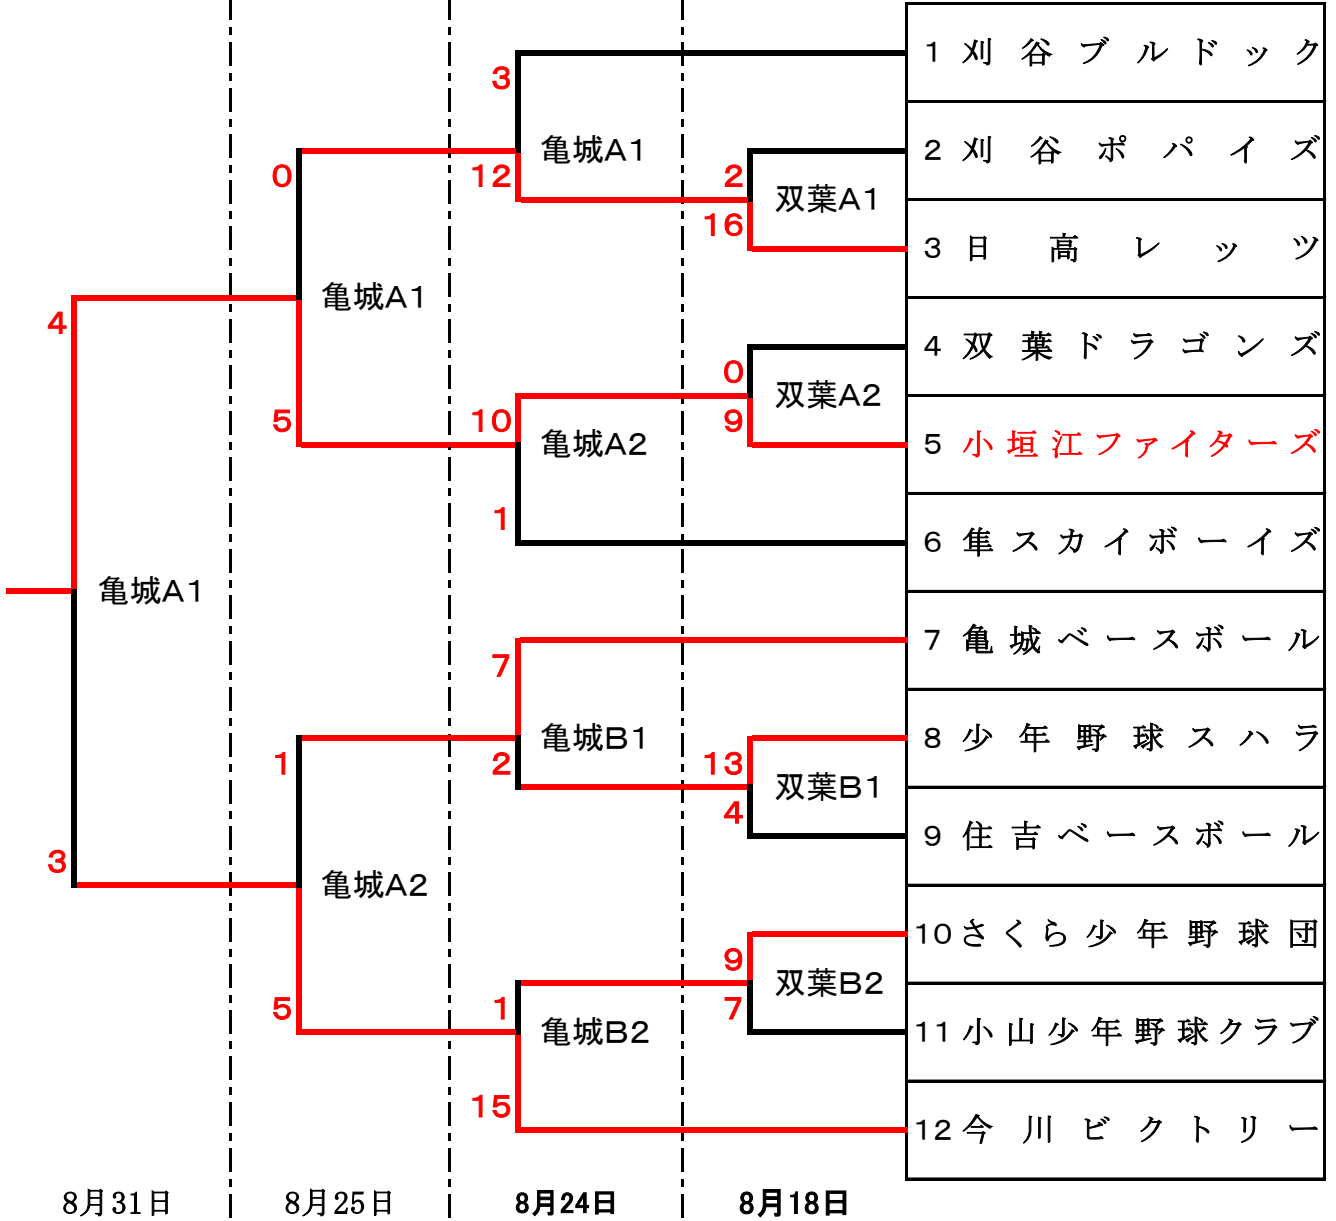 1 刈谷ブルドック
3
亀城A1
0
12
2 刈谷ポパイズ
2
双葉A1
16
3 日高レッツ
4
亀城A1
4 双葉ドラゴンズ
0
双葉A2
5
10
9
亀城A2
5 小垣江ファイターズ
1
6 隼スカイボーイズ
亀城A1
7 亀城ベースボール
7
亀城B1
1
2
13
8 少年野球スハラ
双葉B1
4
9 住吉ベースボール
3
亀城A2
10 さくら少年野球団
9
双葉B2
5
1
7
亀城B2
11 小山少年野球クラブ
15
12 今川ビクトリー
8月31日
8月25日
8月24日
8月18日